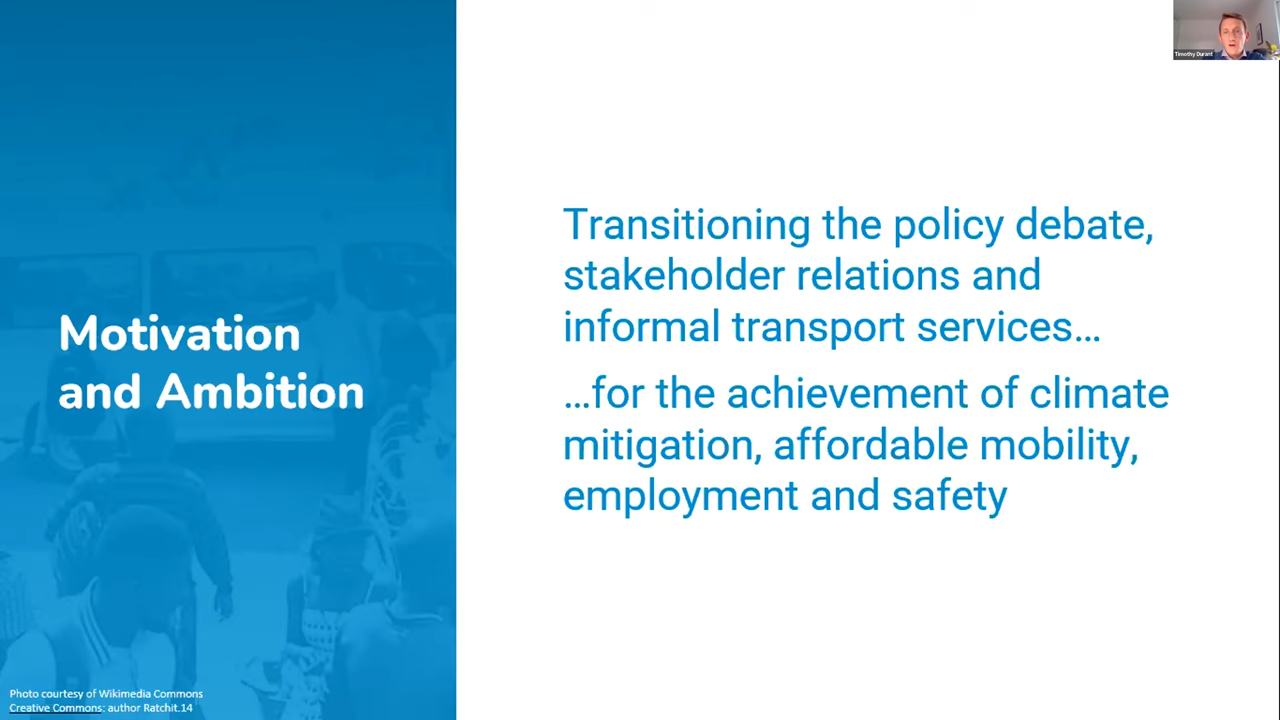 Timothy Durant
Motivation
and Ambition
Transitioning the policy debate,
stakeholder relations and
informal transport services…
…for the achievement of climate
mitigation, affordable mobility,
employment and safety
Photo courtesy of Wikimedia Commons
Creative Commons: author Ratchit.14